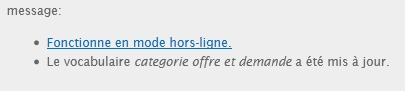 message:
Fonctionne en mode hors-ligne.
Le vocabulaire categorie offre et demande a été mis à jour.